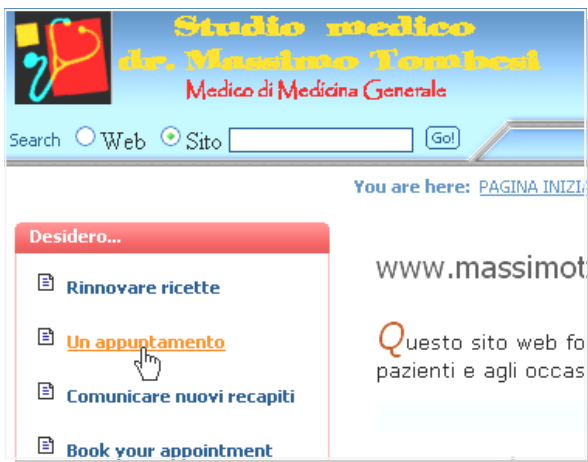 Studio medico
dr. Massimo Tombesi
Medico di Medicina Generale
Search Web Sito Go!
You are here: PAGINA INIZIA
Desidero...
Rinnovare ricette
Un appuntamento
Comunicare nuovi recapiti
Book your appointment
www.massimot
Questo sito web fo
pazienti e agli occas